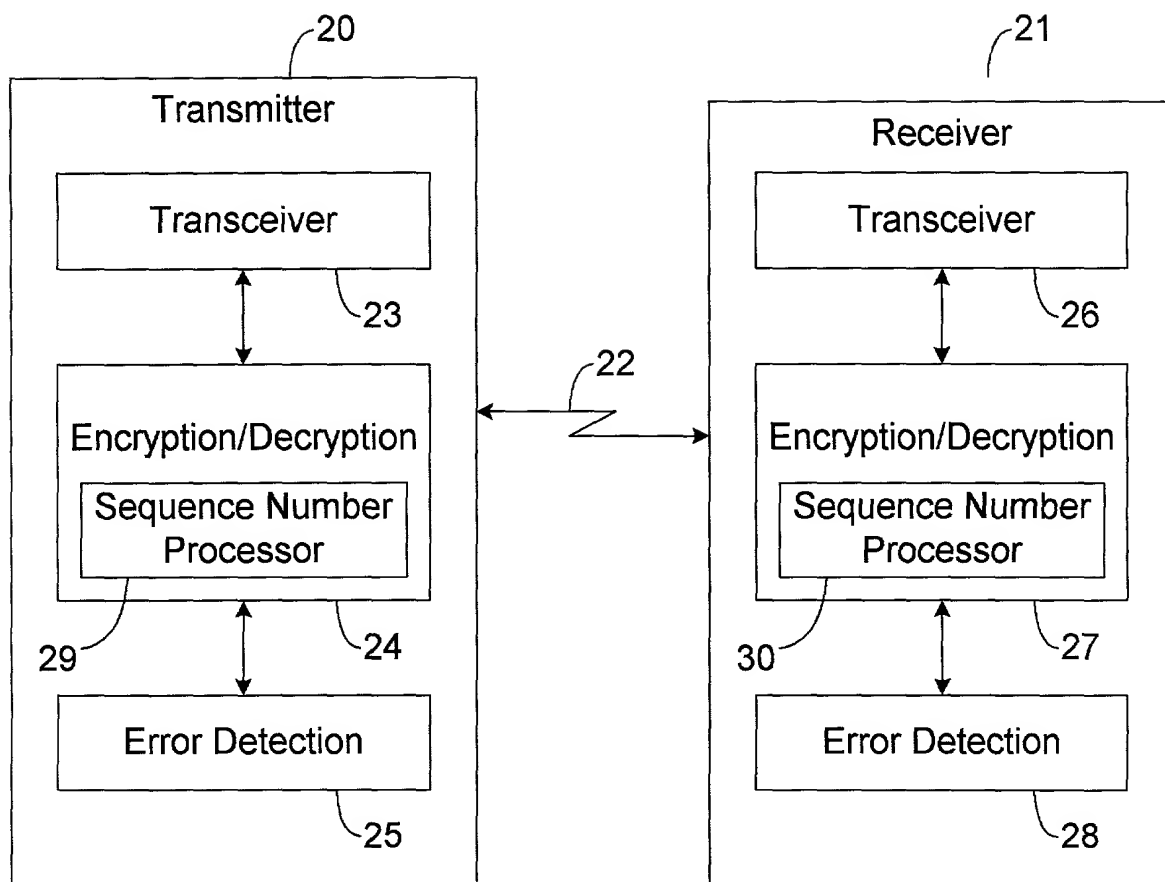 20
Transmitter
Transceiver
23
Encryption/Decryption
Sequence Number
Processor
29
24
Error Detection
25
22
21
Receiver
Transceiver
26
Encryption/Decryption
Sequence Number
Processor
30
27
Error Detection
28